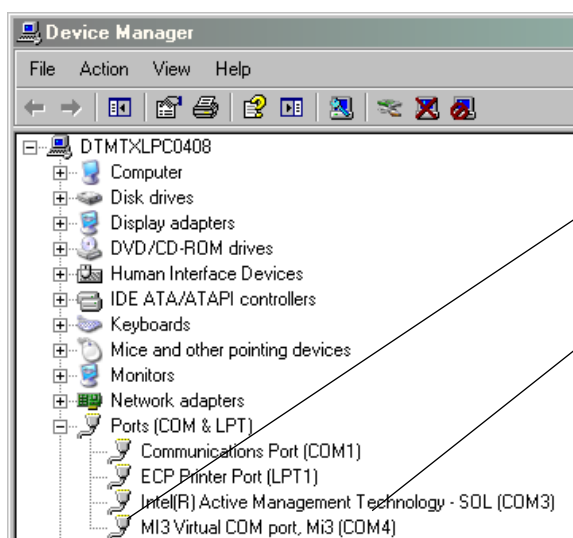 Device Manager
File Action View Help
DTMTXLPC0408
Computer
Disk drives
Display adapters
DVD/CD-ROM drives
Human Interface Devices
IDE ATA/ATAPI controllers
Keyboards
Mice and other pointing devices
Monitors
Network adapters
Ports (COM & LPT)
Communications Port (COM1)
ECP Printer Port (LPT1)
Intel(R) Active Management Technology - SOL (COM3)
MI3 Virtual COM port, Mi3 (COM4)